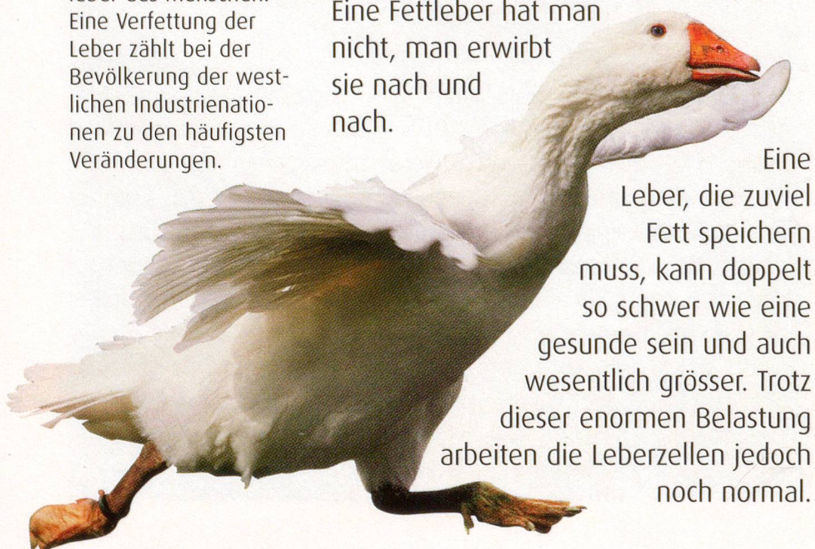 Eine Verfettung der
Leber zählt bei der
Bevölkerung der west-
lichen Industrienatio-
nen zu den häufigsten
Veränderungen.
Eine Fettleber hat man
nicht, man erwirbt
sie nach und
nach.
Eine
Leber, die zuviel
Fett speichern
muss, kann doppelt
so schwer wie eine
gesunde sein und auch
wesentlich grösser. Trotz
dieser enormen Belastung
arbeiten die Leberzellen jedoch
noch normal.